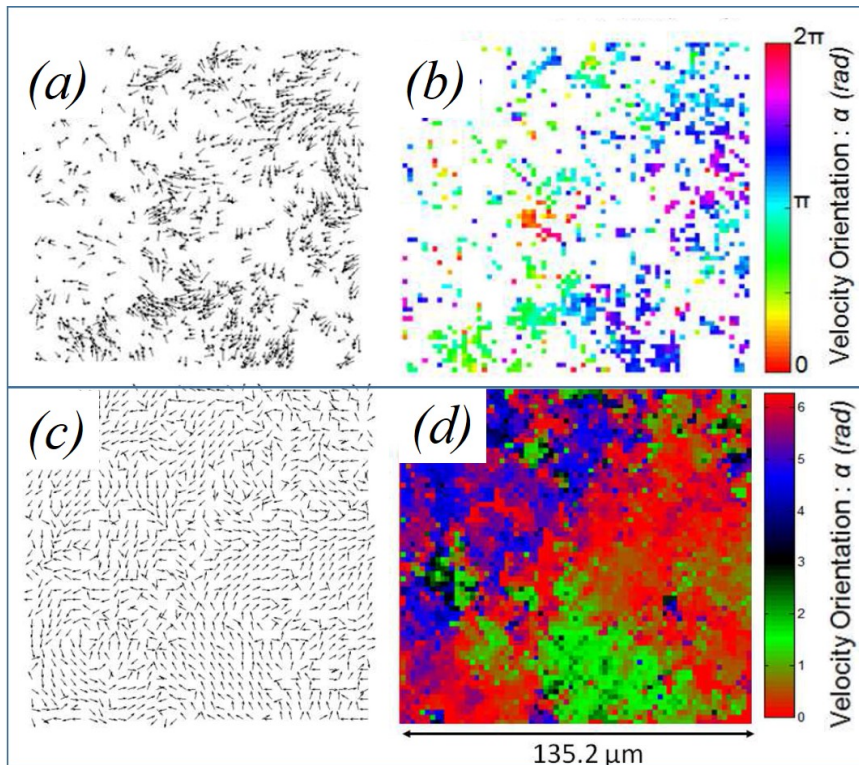 (a)
(b)
2π
π
0
Velocity Orientation : α (rad)
(c)
(d)
6
5
4
3
2
1
0
Velocity Orientation : α (rad)
135.2 μm